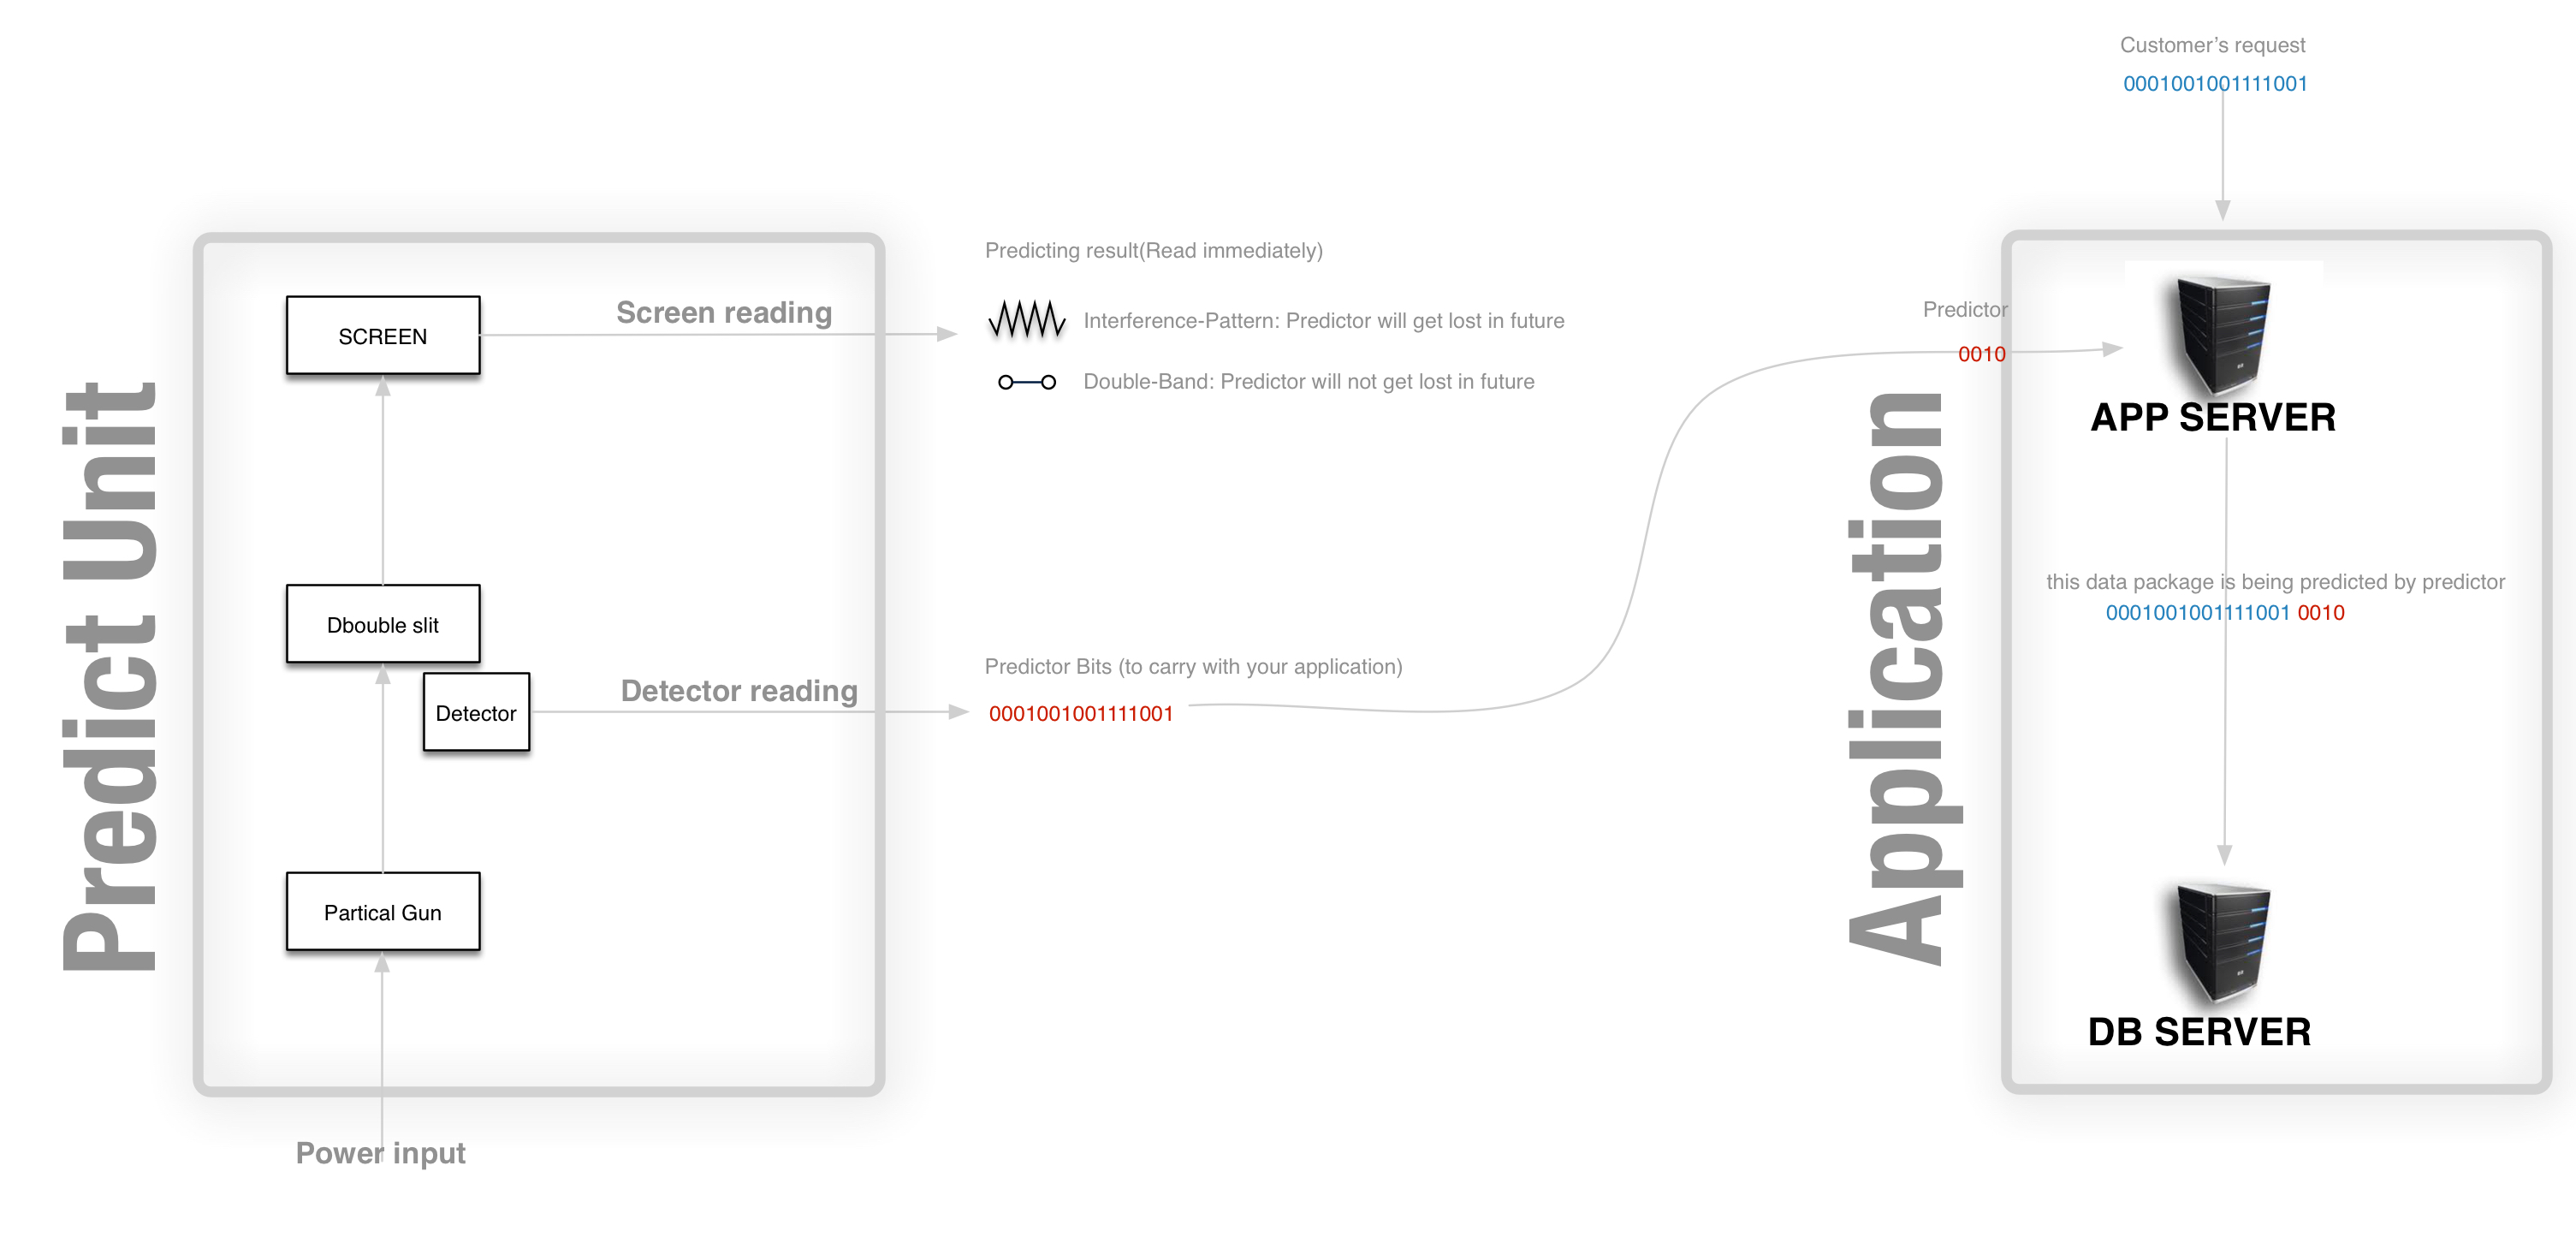 Customer's request
0001001001111001
Predict Unit
SCREEN
Screen reading
Dbouble slit
Detector
Detector reading
Partical Gun
Power input
Predicting result(Read immediately)
Interference-Pattern: Predictor will get lost in future
Double-Band: Predictor will not get lost in future
Predictor Bits (to carry with your application)
0001001001111001
Application
Predictor
0010
APP SERVER
this data package is being predicted by predictor
0001001001111001 0010
DB SERVER